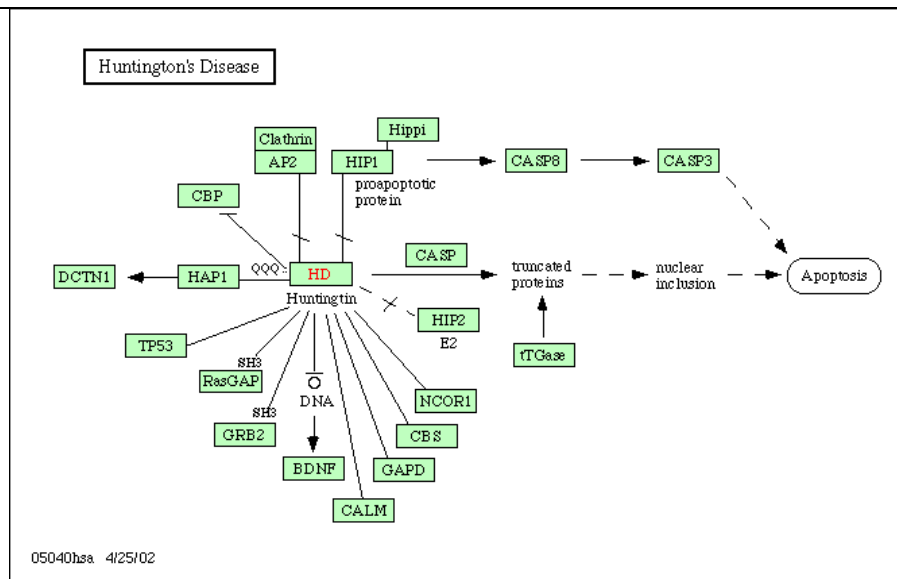 Huntington's Disease
Hippi
Clathrin
AP2
HIP1
CASP8
CASP3
proapoptotic
protein
CBP
CASP
QQQ
HD
DCTN1
HAP1
truncated
proteins
nuclear
inclusion
Apoptosis
Huntingtin
HIP2
E2
TP53
tTGase
SH3
RasGAP
DNA
NCOR1
SH3
GRB2
CBS
BDNF
GAPD
CALM
05040hsa 4/25/02